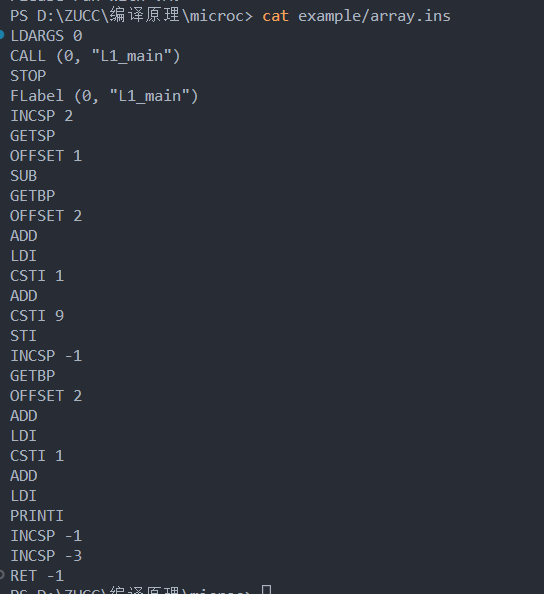 PS D:\ZUCC\编译原理\microc> cat example/array.ins
LDARGS 0
CALL (0, "L1_main")
STOP
FLabel (0, "L1_main")
INCSP 2
GETSP
OFFSET 1
SUB
GETBP
OFFSET 2
ADD
LDI
CSTI 1
ADD
CSTI 9
STI
INCSP -1
GETBP
OFFSET 2
ADD
LDI
CSTI 1
ADD
LDI
PRINTI
INCSP -1
INCSP -3
RET -1
PS D:\ZUCC\编译原理\microc>